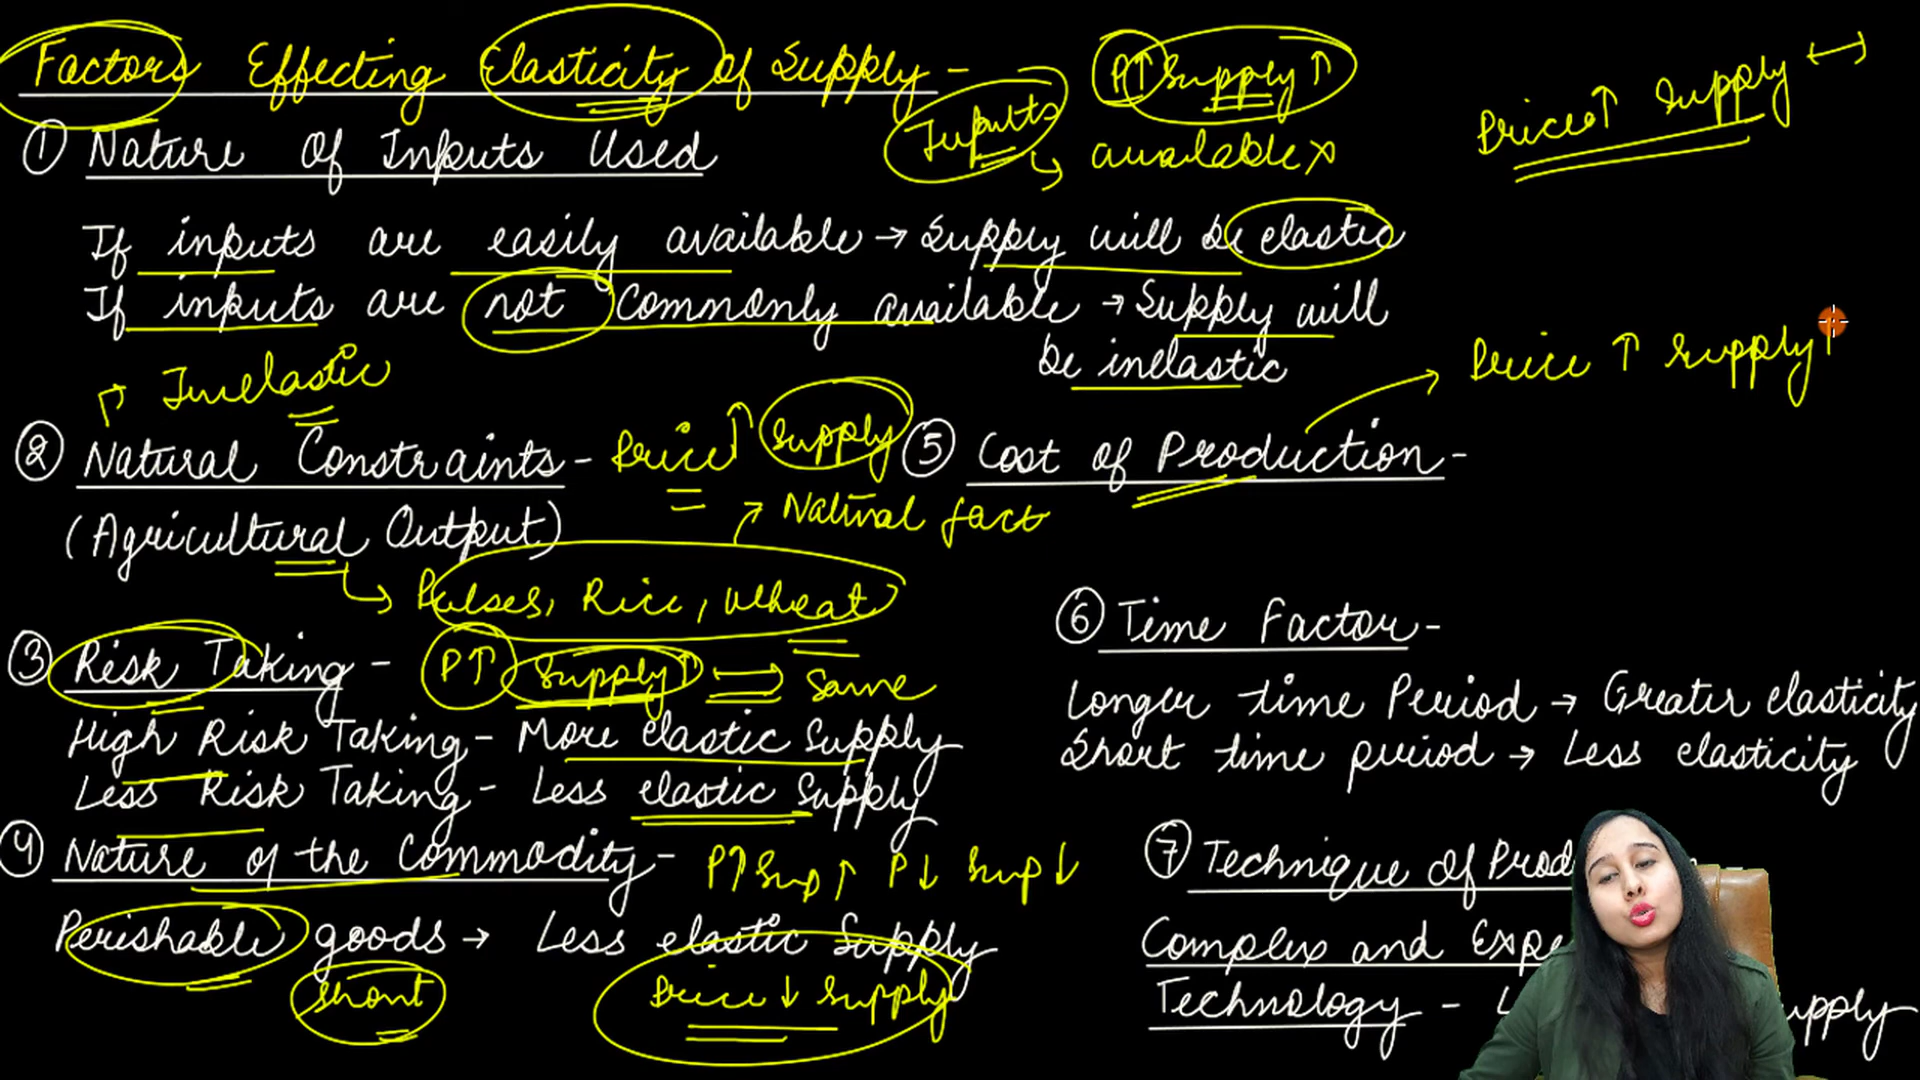 Factors Effecting Elasticity of Supply -
P↑ Supply ↑
Inputs
available ×
Price↑ Supply ↔
① Nature Of Inputs Used
If inputs are easily available → Supply will be elastic
If inputs are not commonly available → Supply will
be inelastic
Inelastic
② Natural Constraints -
Price↑ Supply
(Agricultural Output)
Natural fact
Pulses, Rice, Wheat
③ Risk Taking -
P↑ Supply↑
Same
High Risk Taking - More elastic supply
Less Risk Taking - Less elastic Supply
④ Nature of the Commodity -
P↑ Sup↑ P↓ Sup↓
Perishable goods → Less elastic Supply
short
Price ↓ Supply
⑤ Cost of Production -
Price ↑ Supply↑
⑥ Time Factor -
Longer time Period → Greater elasticity
Short time period → Less elasticity
⑦ Technique Of Prod
Complex and Expe
Technology - L
upply